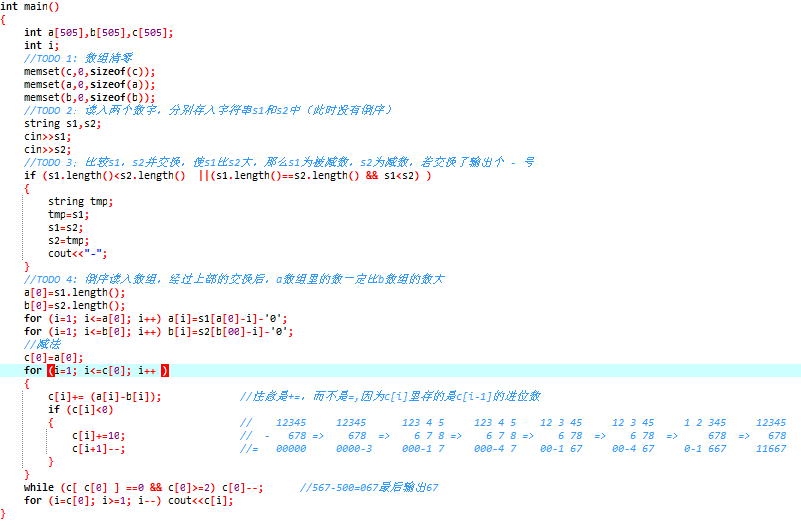 int main()
{
    int a[505],b[505],c[505];
    int i;
    //TODO 1: 数组清零
    memset(c,0,sizeof(c));
    memset(a,0,sizeof(a));
    memset(b,0,sizeof(b));
    //TODO 2: 读入两个数字, 分别存入字符串s1和s2中 (此时没有倒序)
    string s1,s2;
    cin>>s1;
    cin>>s2;
    //TODO 3: 比较s1, s2并交换, 使s1比s2大, 那么s1为被减数, s2为减数, 若交换了输出个 - 号
    if (s1.length()<s2.length()  ||(s1.length()==s2.length() && s1<s2) )
    {
        string tmp;
        tmp=s1;
        s1=s2;
        s2=tmp;
        cout<<"-";
    }
    //TODO 4: 倒序读入数组, 经过上部的交换后, a数组里的数一定比b数组的数大
    a[0]=s1.length();
    b[0]=s2.length();
    for (i=1; i<=a[0]; i++) a[i]=s1[a[0]-i]-'0';
    for (i=1; i<=b[0]; i++) b[i]=s2[b[00]-i]-'0';
    //减法
    c[0]=a[0];
    for (i=1; i<=c[0]; i++ )
    {
        c[i]+= (a[i]-b[i]);             //注意是+=, 而不是=,因为c[i]里存的是c[i-1]的进位数
        if (c[i]<0)
        {                               //    12345     12345      123 4 5     123 4 5    12 3 45     12 3 45     1 2 345     12345
            c[i]+=10;                   //  -   678 =>    678  =>    6 7 8 =>    6 7 8 =>    6 78  =>    6 78  =>     678  =>   678
            c[i+1]--;                   //=   00000     0000-3     000-1 7     000-4 7    00-1 67     00-4 67     0-1 667     11667
        }
    }
    while (c[ c[0] ] ==0 && c[0]>=2) c[0]--;      //567-500=067最后输出67
    for (i=c[0]; i>=1; i--) cout<<c[i];
}